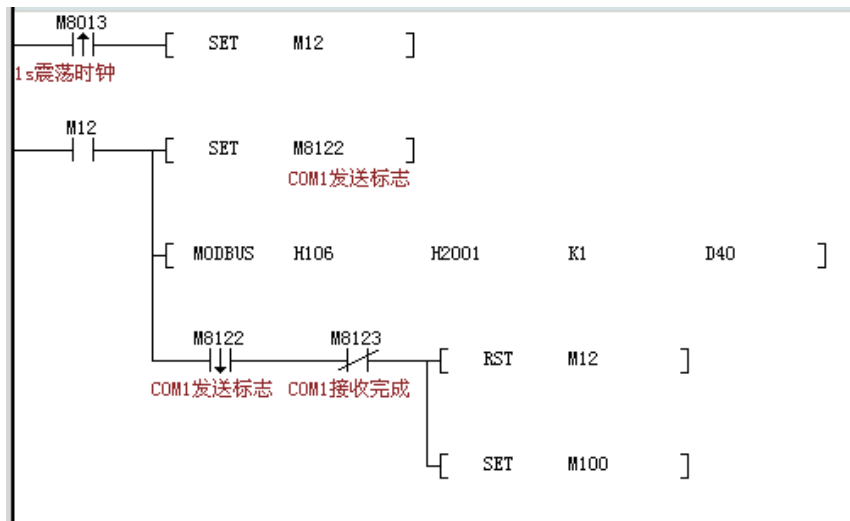 M8013
SET M12
1s震荡时钟
M12
SET M8122
COM1发送标志
MODBUS H106 H2001 K1 D40
M8122 M8123
RST M12
COM1发送标志 COM1接收完成
SET M100